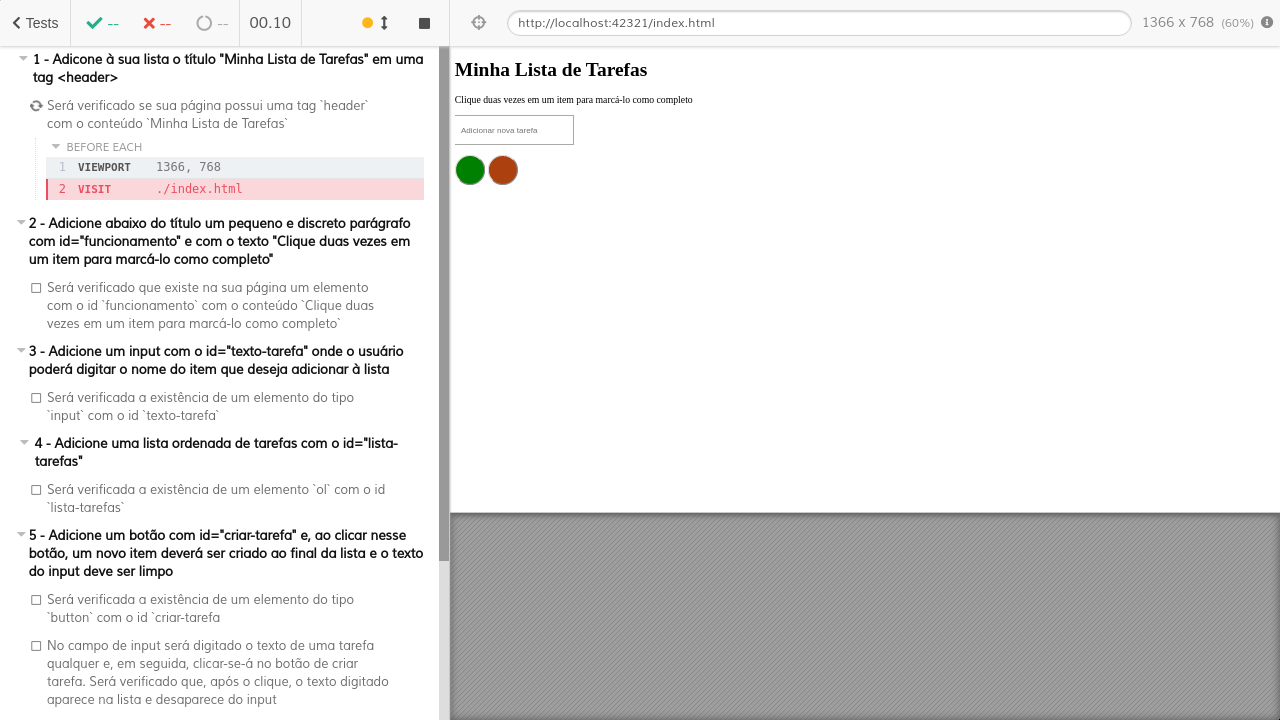 Tests -- -- -- 00.10
http://localhost:42321/index.html 1366 x 768 (60%)
1 - Adicone à sua lista o título "Minha Lista de Tarefas" em uma
tag <header>
Será verificado se sua página possui uma tag `header`
com o conteúdo `Minha Lista de Tarefas`
BEFORE EACH
1 VIEWPORT 1366, 768
2 VISIT ./index.html
2 - Adicione abaixo do título um pequeno e discreto parágrafo
com id="funcionamento" e com o texto "Clique duas vezes em
um item para marcá-lo como completo"
Será verificado que existe na sua página um elemento
com o id `funcionamento` com o conteúdo `Clique duas
vezes em um item para marcá-lo como completo`
3 - Adicione um input com o id="texto-tarefa" onde o usuário
poderá digitar o nome do item que deseja adicionar à lista
Será verificada a existência de um elemento do tipo
`input` com o id `texto-tarefa`
4 - Adicione uma lista ordenada de tarefas com o id="lista-
tarefas"
Será verificada a existência de um elemento `ol` com o id
`lista-tarefas`
5 - Adicione um botão com id="criar-tarefa" e, ao clicar nesse
botão, um novo item deverá ser criado ao final da lista e o texto
do input deve ser limpo
Será verificada a existência de um elemento do tipo
`button` com o id `criar-tarefa
No campo de input será digitado o texto de uma tarefa
qualquer e, em seguida, clicar-se-á no botão de criar
tarefa. Será verificado que, após o clique, o texto digitado
aparece na lista e desaparece do input
Minha Lista de Tarefas
Clique duas vezes em um item para marcá-lo como completo
Adicionar nova tarefa